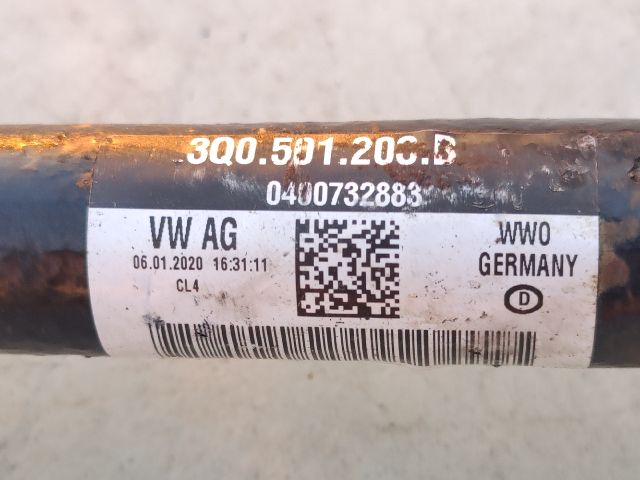 3Q0.501.203.B
0400732883
VW AG
06.01.2020 16:31:11
CL4
WWO
GERMANY
D